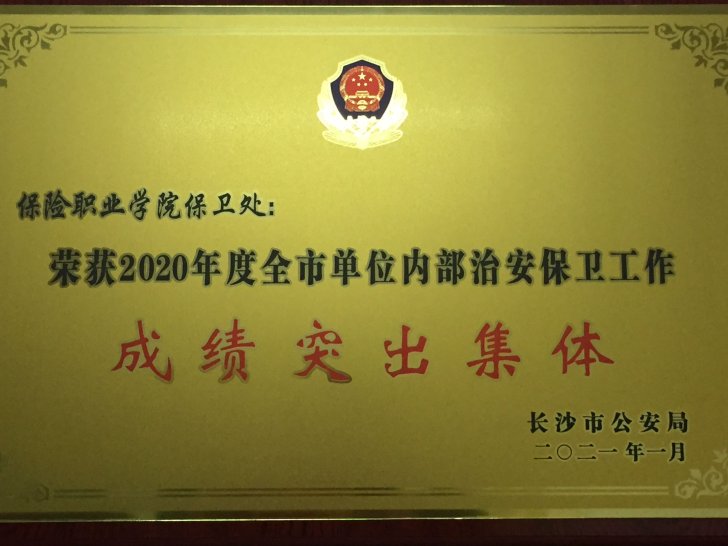 保险职业学院保卫处：
荣获2020年度全市单位内部治安保卫工作
成绩突出集体
长沙市公安局
二〇二一年一月